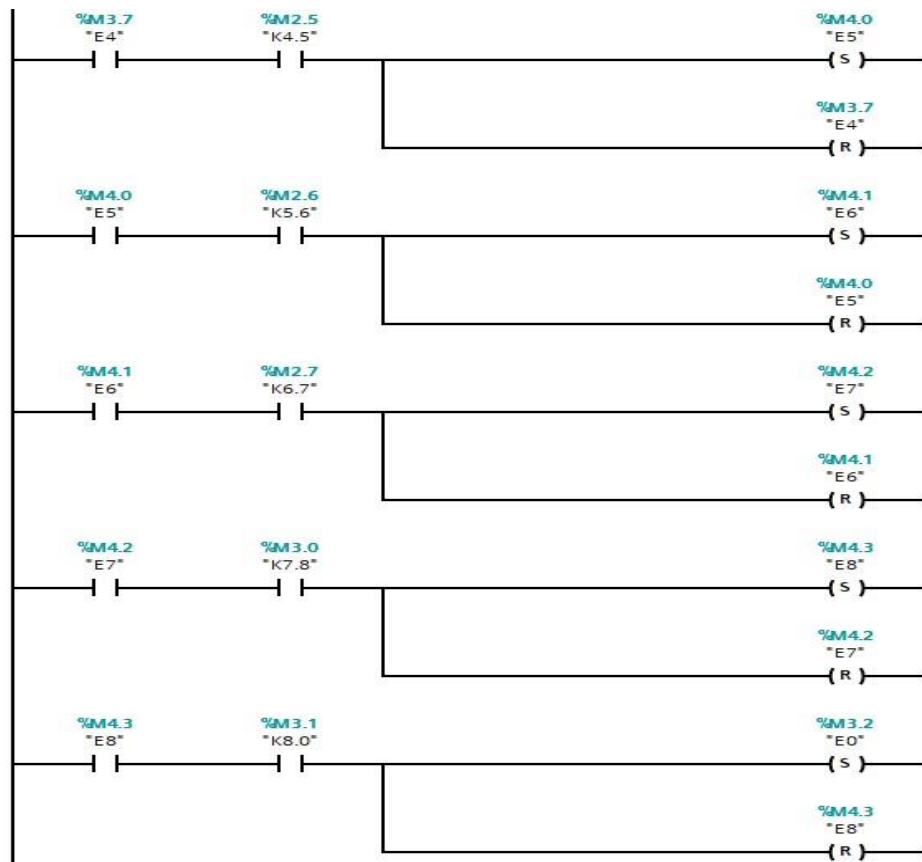 %M3.7 %M2.5 %M4.0
"E4" "K4.5" "E5"
( S )
%M3.7
"E4"
( R )
%M4.0 %M2.6 %M4.1
"E5" "K5.6" "E6"
( S )
%M4.0
"E5"
( R )
%M4.1 %M2.7 %M4.2
"E6" "K6.7" "E7"
( S )
%M4.1
"E6"
( R )
%M4.2 %M3.0 %M4.3
"E7" "K7.8" "E8"
( S )
%M4.2
"E7"
( R )
%M4.3 %M3.1 %M3.2
"E8" "K8.0" "E0"
( S )
%M4.3
"E8"
( R )